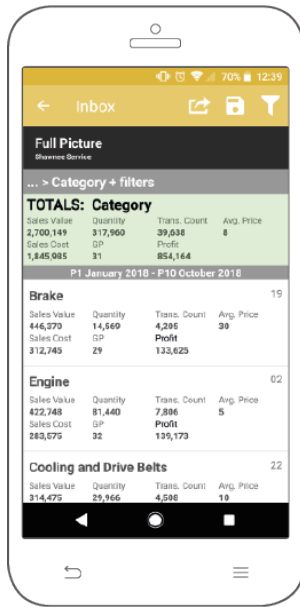 70% 12:39
Inbox
Full Picture
Shawnee Service
... > Category + filters
TOTALS: Category
Sales Value Quantity Trans. Count Avg. Price
2,700,149 317,960 39,638 8
Sales Cost GP Profit
1,845,985 31 854,164
P1 January 2018 - P10 October 2018
Brake 19
Sales Value Quantity Trans. Count Avg. Price
446,370 14,569 4,205 30
Sales Cost GP Profit
312,745 29 133,625
Engine 02
Sales Value Quantity Trans. Count Avg. Price
422,748 81,440 7,806 5
Sales Cost GP Profit
283,575 32 139,173
Cooling and Drive Belts 22
Sales Value Quantity Trans. Count Avg. Price
314,475 29,966 4,508 10